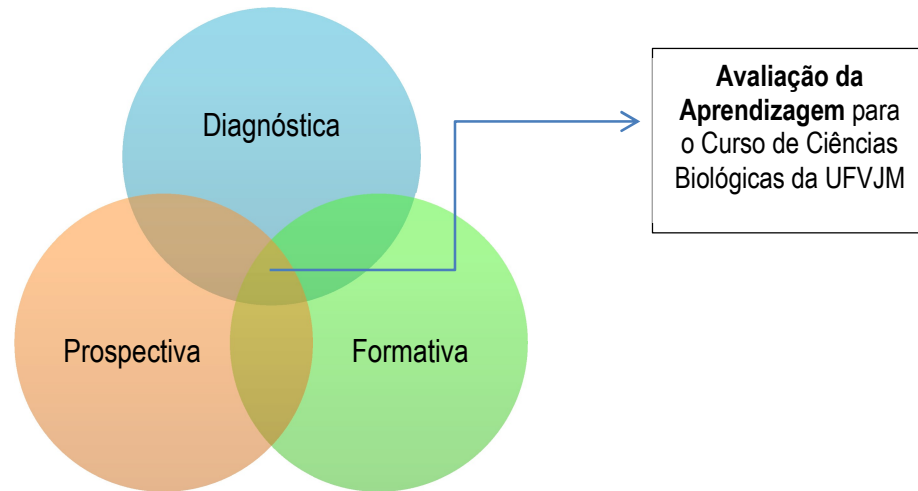 Diagnóstica
Prospectiva
Formativa
Avaliação da
Aprendizagem para
o Curso de Ciências
Biológicas da UFVJM